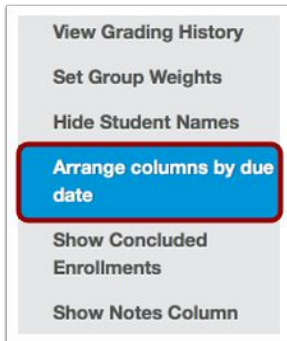 View Grading History
Set Group Weights
Hide Student Names
Arrange columns by due
date
Show Concluded
Enrollments
Show Notes Column